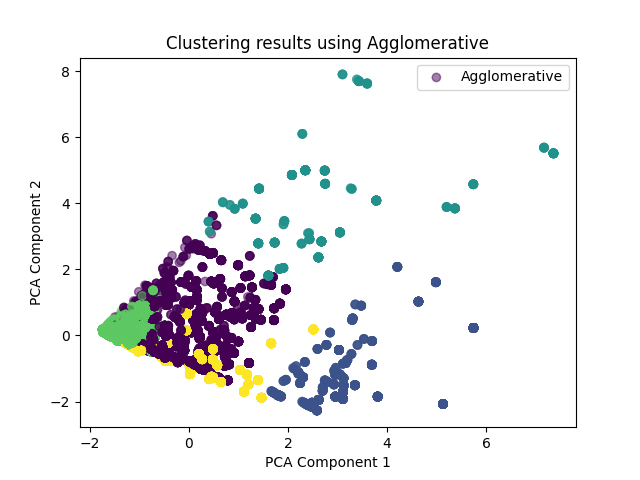 Clustering results using Agglomerative
Agglomerative
PCA Component 2
8
6
4
2
0
−2
−2
0
2
4
6
PCA Component 1